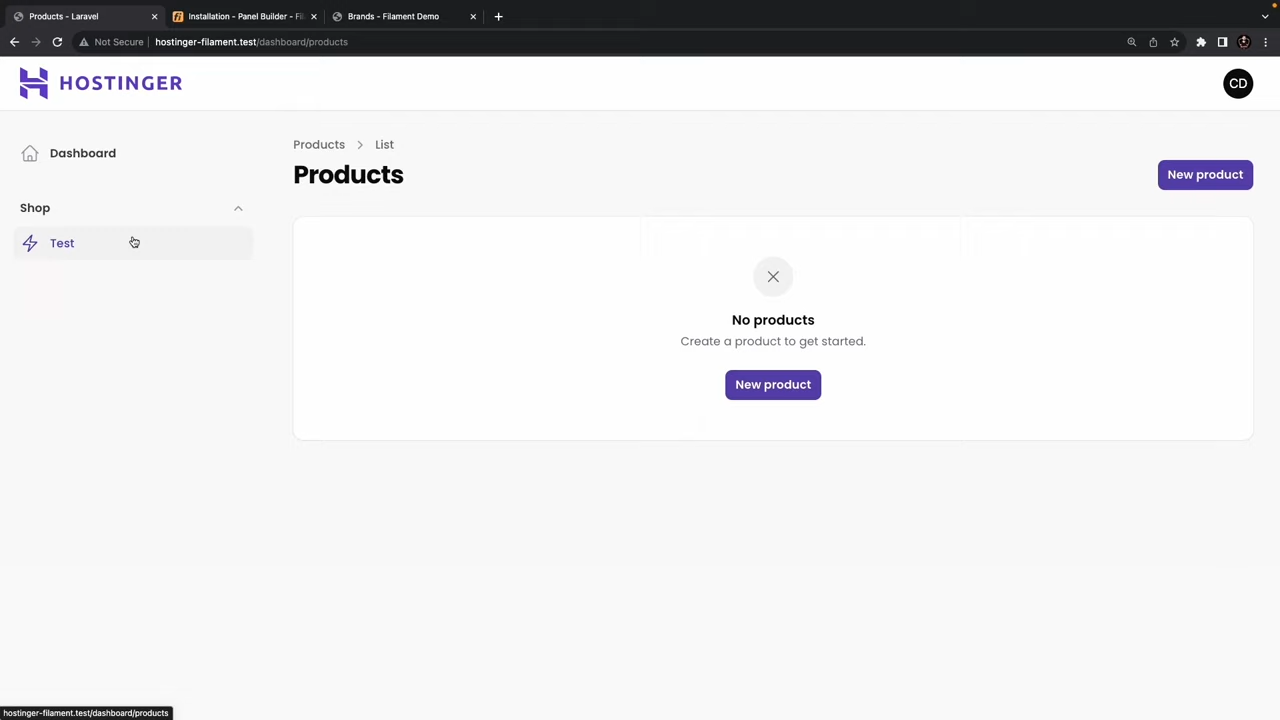 Products - Laravel
Installation - Panel Builder - Fil
Brands - Filament Demo
Not Secure
hostinger-filament.test/dashboard/products
HOSTINGER
CD
Dashboard
Products
List
Products
New product
Shop
Test
No products
Create a product to get started.
New product
hostinger-filament.test/dashboard/products